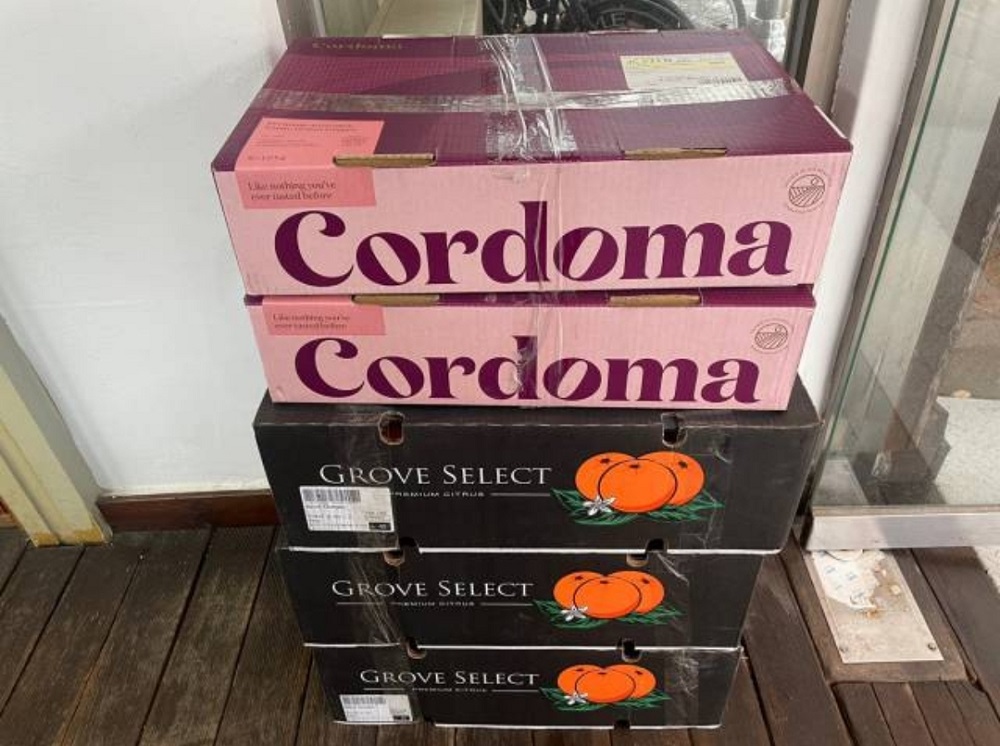 Cordoma
Like nothing you've
ever tasted before
Cordoma
Like nothing you've
ever tasted before
Cordoma
GROVE SELECT
PREMIUM CITRUS
GROVE SELECT
PREMIUM CITRUS
GROVE SELECT
PREMIUM CITRUS